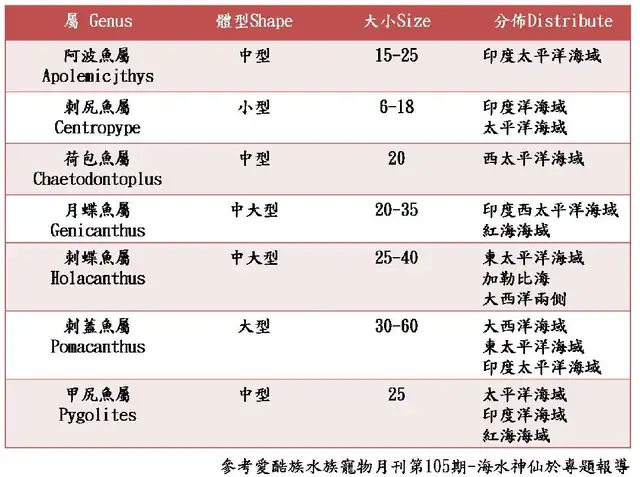 屬 Genus 體型Shape 大小Size 分佈Distribute
阿波魚屬 中型 15-25 印度太平洋海域
Apolemicjthys
刺尻魚屬 小型 6-18 印度洋海域
Centropype 太平洋海域
荷包魚屬 中型 20 西太平洋海域
Chaetodontoplus
月蝶魚屬 中大型 20-35 印度西太平洋海域
Genicanthus 紅海海域
刺蝶魚屬 中大型 25-40 東太平洋海域
Holacanthus 加勒比海
大西洋兩側
刺蓋魚屬 大型 30-60 大西洋海域
Pomacanthus 東太平洋海域
印度太平洋海域
甲尻魚屬 中型 25 太平洋海域
Pygolites 印度洋海域
紅海海域
參考愛酷族水族寵物月刊第105期-海水神仙於專題報導